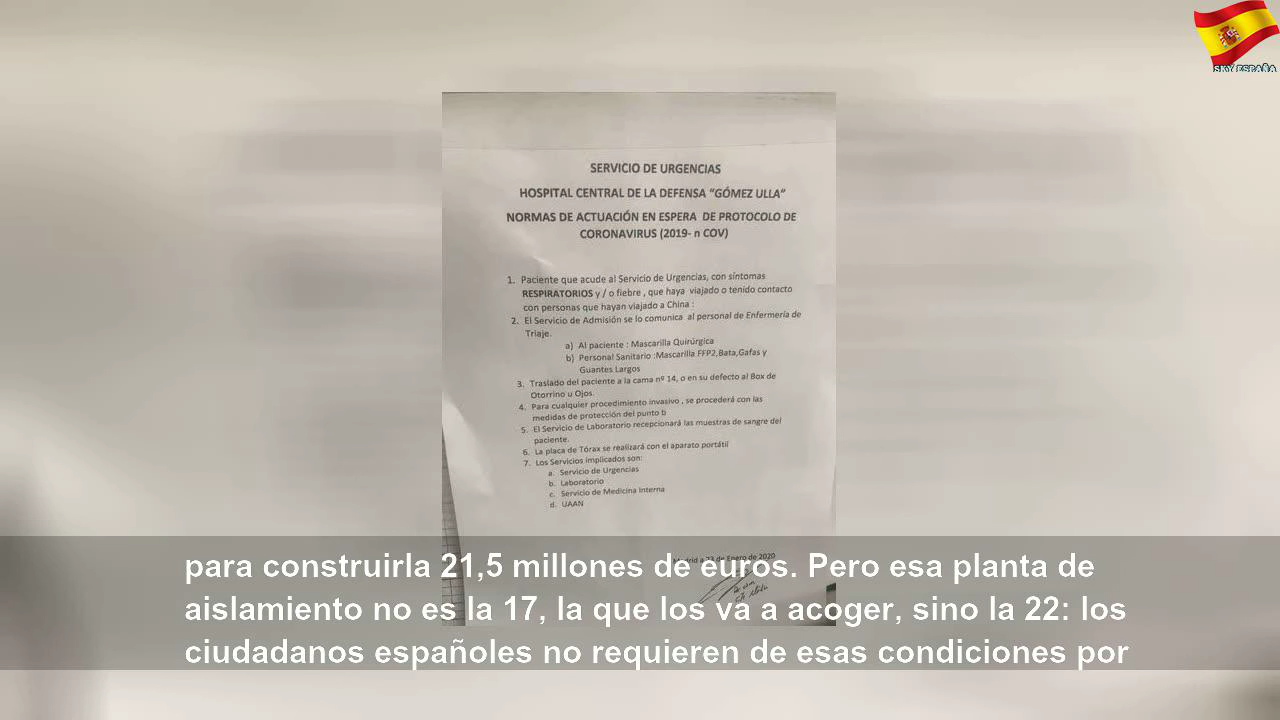 SKY ESPAÑA
SERVICIO DE URGENCIAS
HOSPITAL CENTRAL DE LA DEFENSA "GÓMEZ ULLA"
NORMAS DE ACTUACIÓN EN ESPERA DE PROTOCOLO DE
CORONAVIRUS (2019- n COV)
1. Paciente que acude al Servicio de Urgencias, con síntomas
RESPIRATORIOS y / o fiebre , que haya viajado o tenido contacto
con personas que hayan viajado a China :
2. El Servicio de Admisión se lo comunica al personal de Enfermería de
Triaje.
a) Al paciente : Mascarilla Quirúrgica
b) Personal Sanitario :Mascarilla FFP2,Bata,Gafas y
Guantes Largos
3. Traslado del paciente a la cama nº 14, o en su defecto al Box de
Otorrino u Ojos.
4. Para cualquier procedimiento invasivo , se procederá con las
medidas de protección del punto b
5. El Servicio de Laboratorio recepcionará las muestras de sangre del
paciente.
6. La placa de Tórax se realizará con el aparato portátil
7. Los Servicios implicados son:
a. Servicio de Urgencias
b. Laboratorio
c. Servicio de Medicina Interna
d. UAAN
Madrid a 23 de Enero de 2020
para construirla 21,5 millones de euros. Pero esa planta de
aislamiento no es la 17, la que los va a acoger, sino la 22: los
ciudadanos españoles no requieren de esas condiciones por